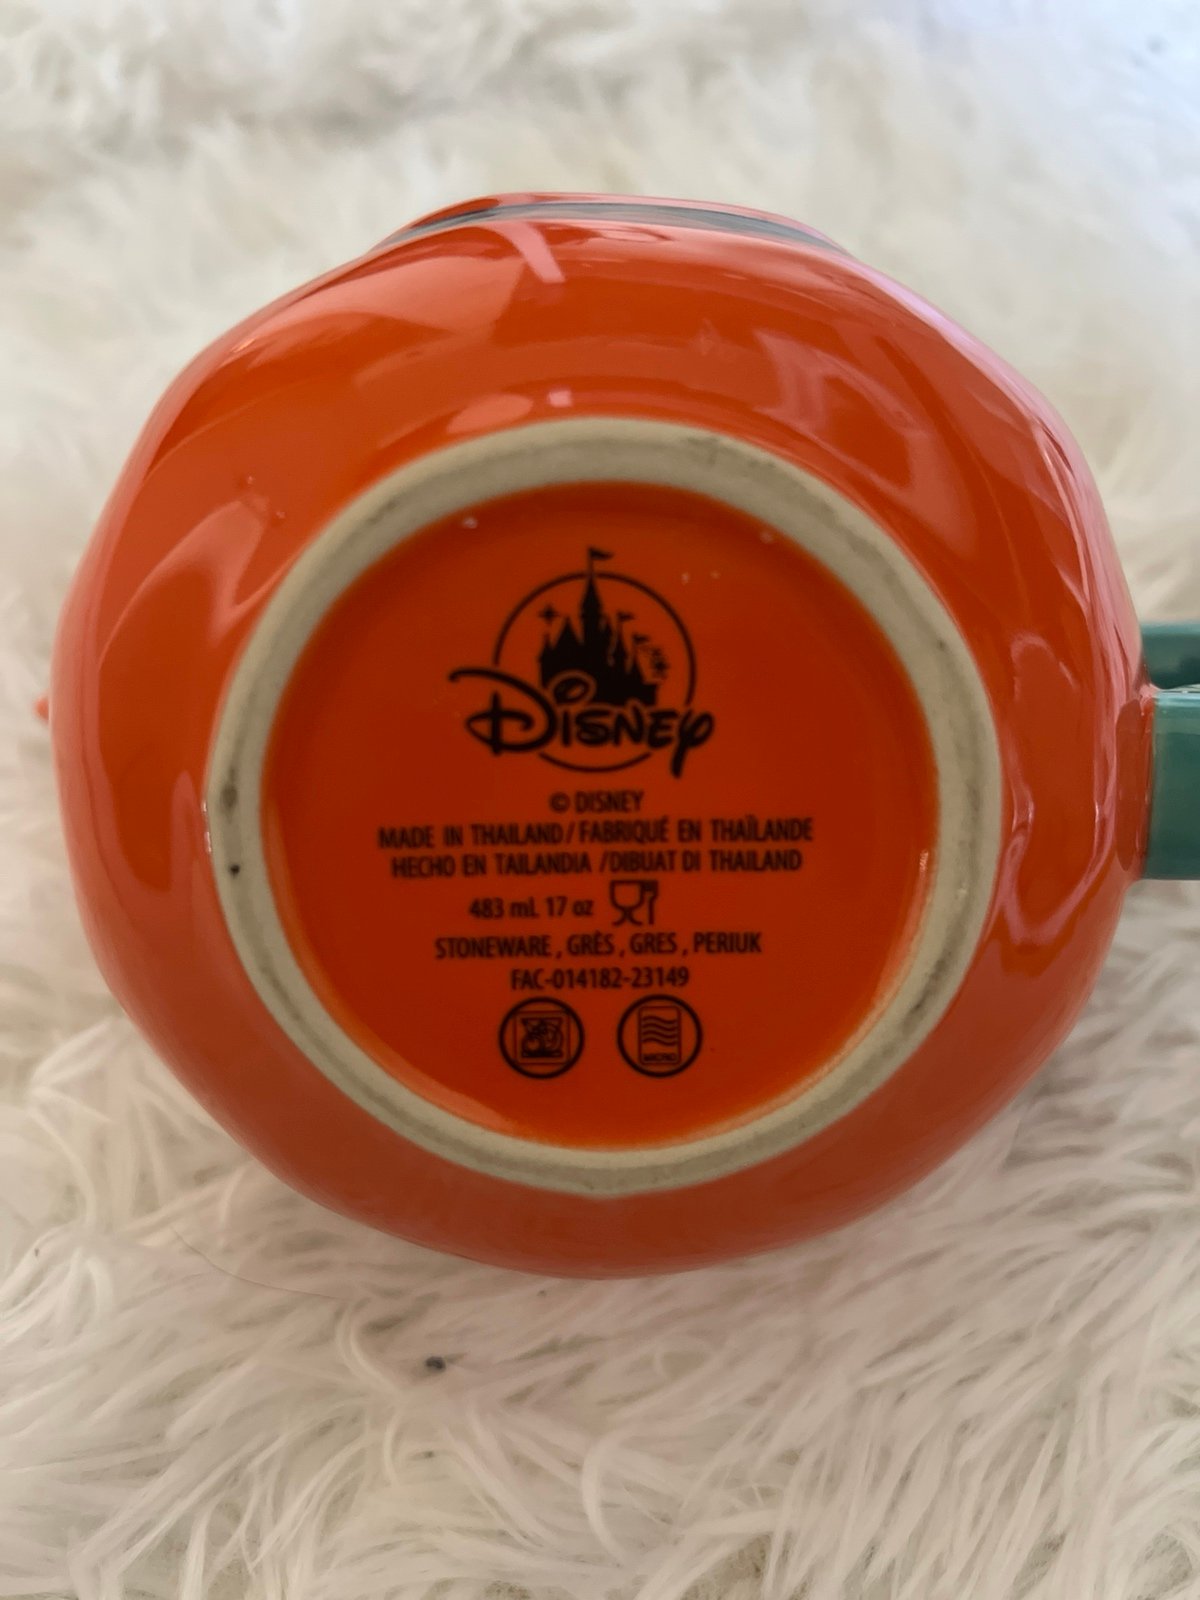 Disney
© DISNEY
MADE IN THAILAND / FABRIQUÉ EN THAÏLANDE
HECHO EN TAILANDIA / DIBUAT DI THAILAND
483 mL 17 oz
STONEWARE , GRÈS , GRES , PERIUK
FAC-014182-23149
MICRO